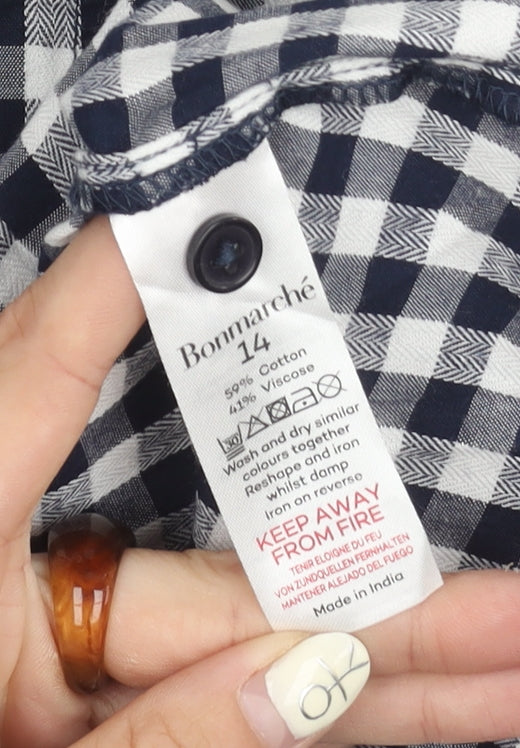 Bonmarché
14
59% Cotton
41% Viscose
30
Wash and dry similar
colours together
Reshape and iron
whilst damp
Iron on reverse
KEEP AWAY
FROM FIRE
TENIR ELOIGNE DU FEU
VON ZUNDQUELLEN FERNHALTEN
MANTENER ALEJADO DEL FUEGO
Made in India
OK